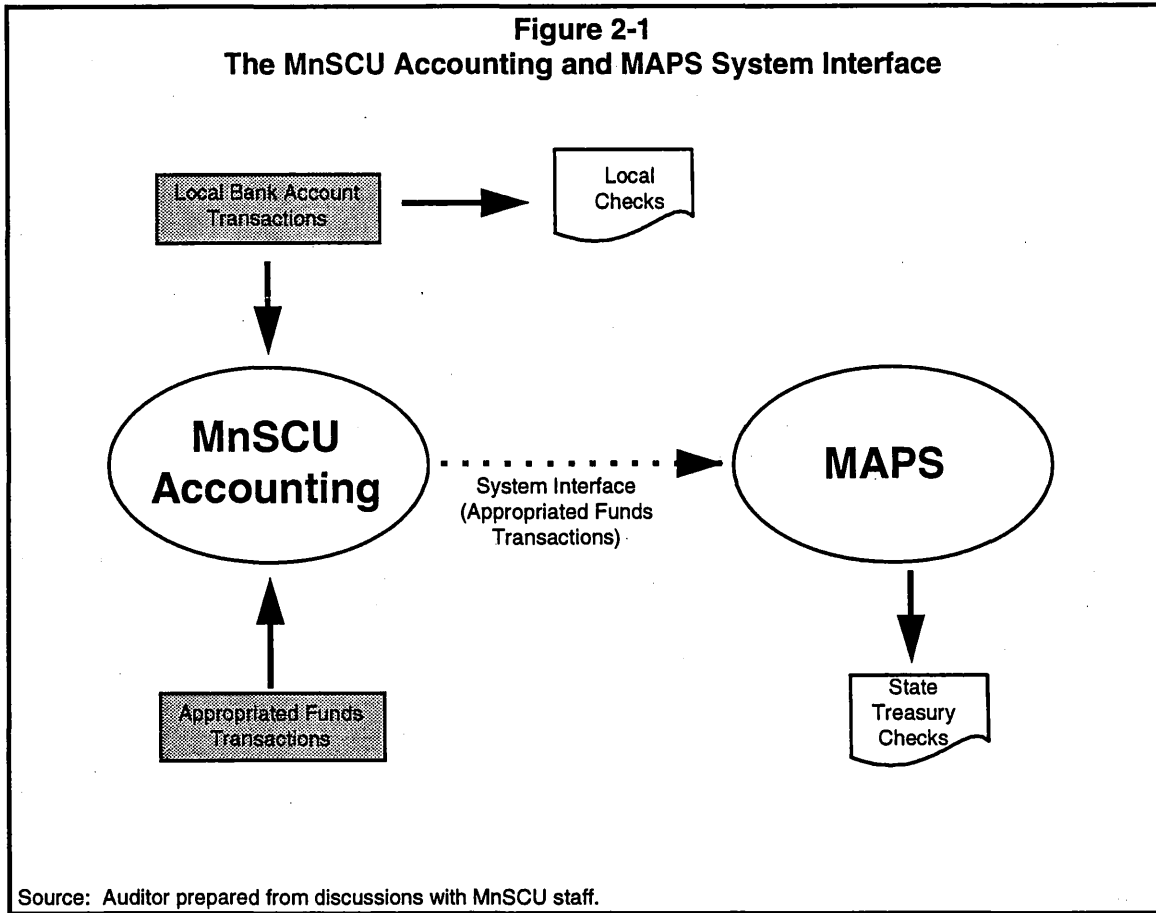 Figure 2-1
The MnSCU Accounting and MAPS System Interface
Local Bank Account
Transactions
Local
Checks
MnSCU
Accounting
System Interface
(Appropriated Funds
Transactions)
MAPS
Appropriated Funds
Transactions
State
Treasury
Checks
Source: Auditor prepared from discussions with MnSCU staff.